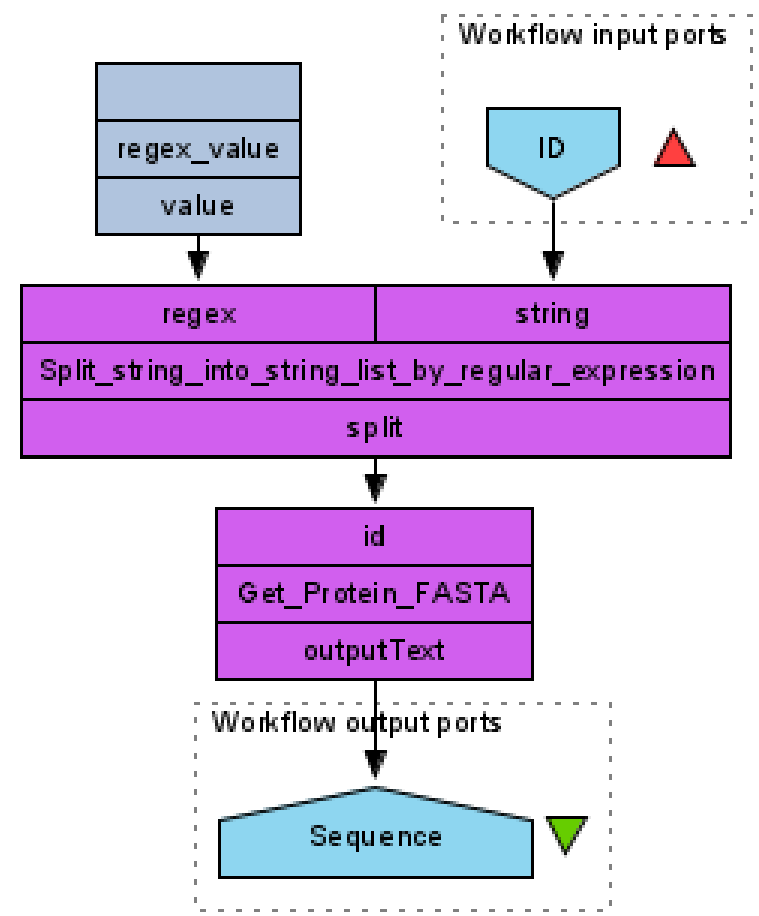 Workflow input ports
regex_value
ID
value
regex
string
Split_string_into_string_list_by_regular_expression
split
id
Get_Protein_FASTA
outputText
Workflow output ports
Sequence